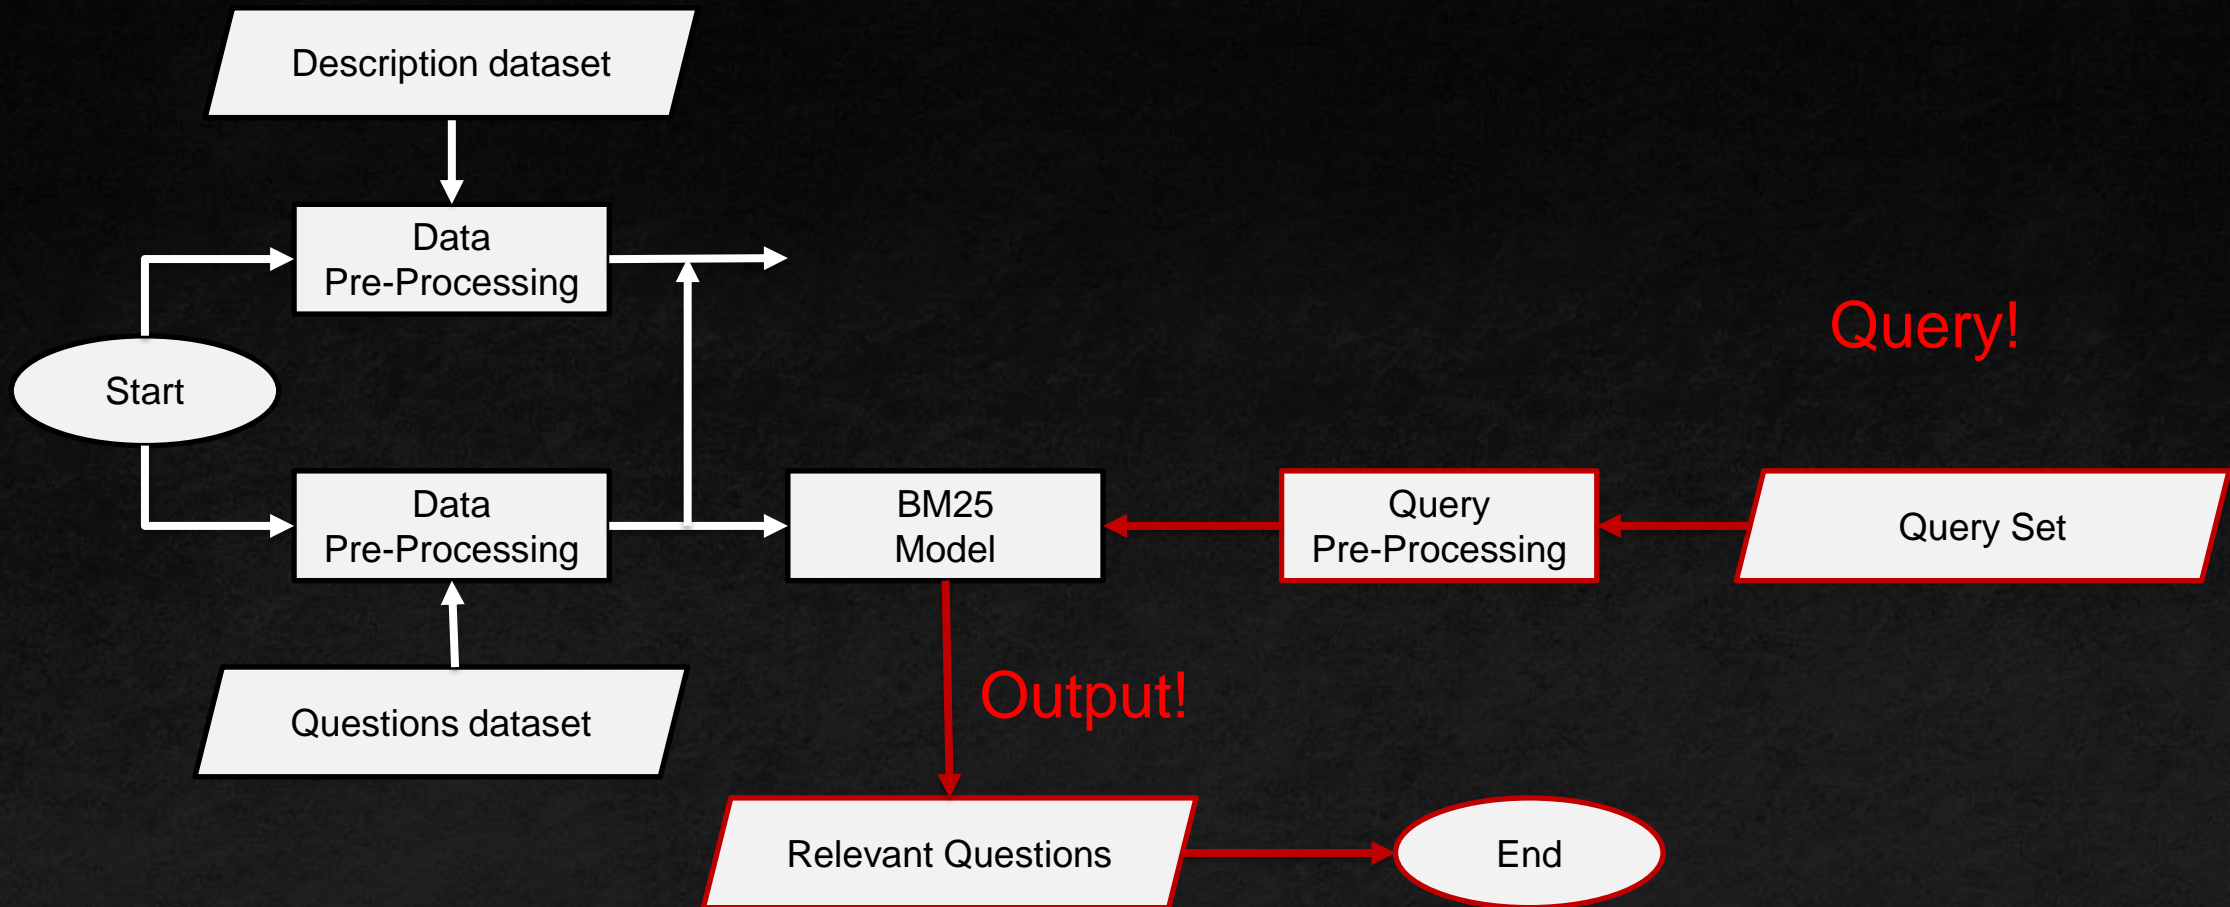 Description dataset
Data
Pre-Processing
Query!
Start
Data
Pre-Processing
BM25
Model
Query
Pre-Processing
Query Set
Output!
Questions dataset
Relevant Questions
End